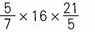 5/7 × 16 × 21/5